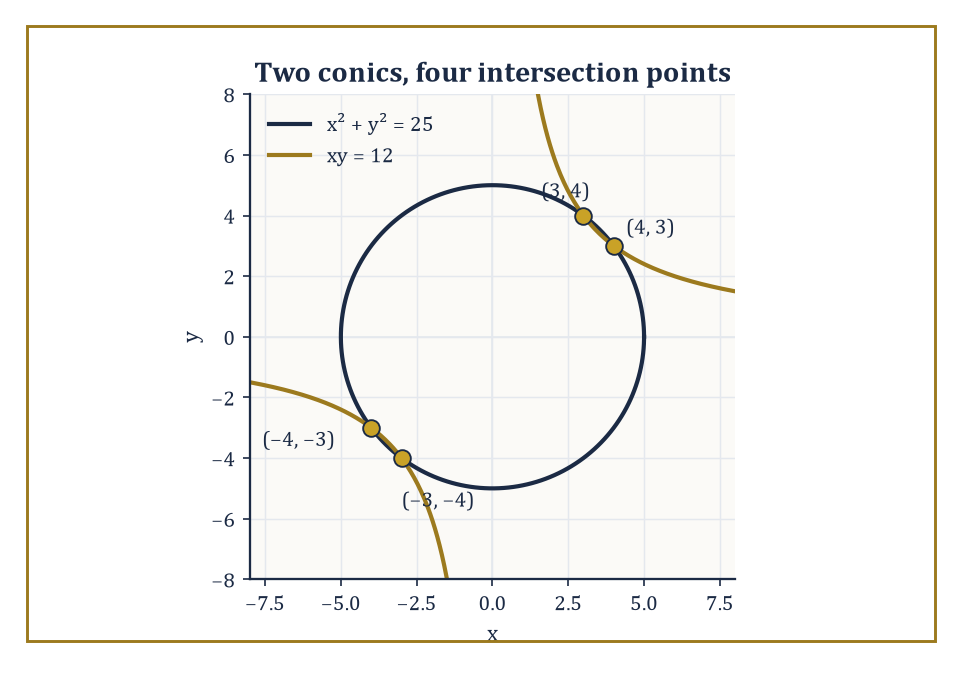 Two conics, four intersection points
x² + y² = 25
xy = 12
(3, 4)
(4, 3)
(−4, −3)
(−3, −4)
y
8
6
4
2
0
−2
−4
−6
−8
−7.5 −5.0 −2.5 0.0 2.5 5.0 7.5
x